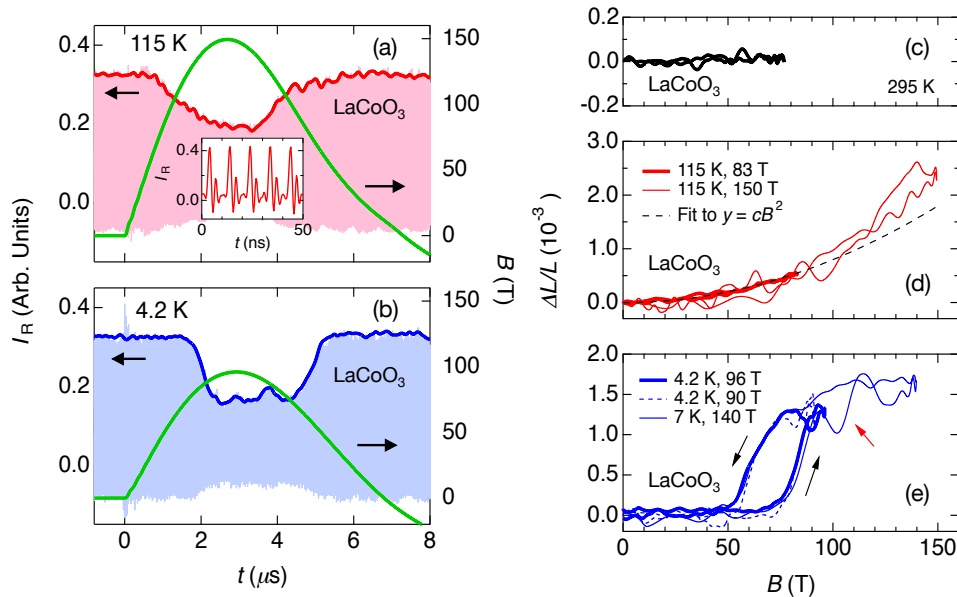 115 K
(a)
LaCoO₃
0.4
0.2
0.0
150
100
50
0
I_R
0.4
0.0
0
50
t (ns)
I_R (Arb. Units)
B (T)
4.2 K
(b)
LaCoO₃
0.4
0.2
0.0
150
100
50
0
0
2
4
6
8
t (μs)
0.2
0.0
-0.2
(c)
LaCoO₃
295 K
3.0
2.0
1.0
0.0
115 K, 83 T
115 K, 150 T
Fit to y = cB²
LaCoO₃
(d)
ΔL/L (10⁻³)
2.0
1.5
1.0
0.5
0.0
4.2 K, 96 T
4.2 K, 90 T
7 K, 140 T
LaCoO₃
(e)
0
50
100
150
B (T)